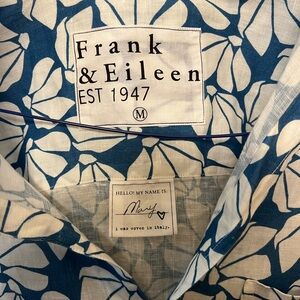 Frank
& Eileen
EST 1947
M
HELLO! MY NAME IS
Mary
i was woven in italy.